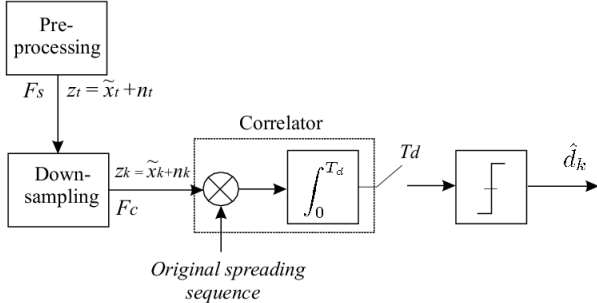 Pre-
processing
Fs
zt = x̃t + nt
Correlator
Down-
sampling
zk = x̃k+nk
Fc
∫₀^{Td}
Td
d̂k
Original spreading
sequence